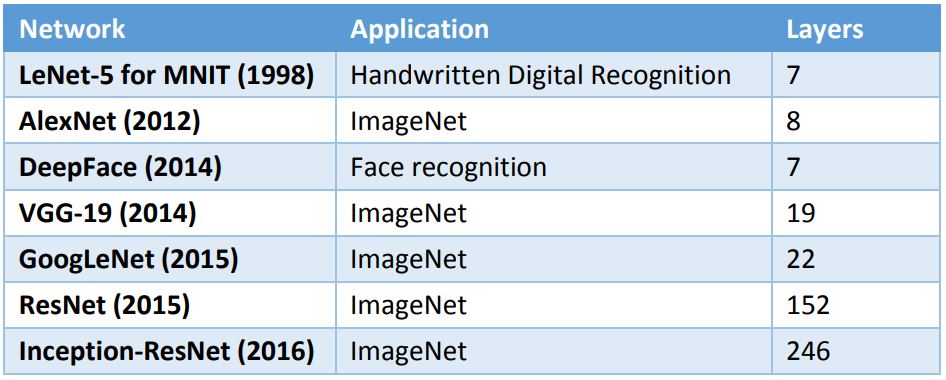 Network Application Layers
LeNet-5 for MNIT (1998) Handwritten Digital Recognition 7
AlexNet (2012) ImageNet 8
DeepFace (2014) Face recognition 7
VGG-19 (2014) ImageNet 19
GoogLeNet (2015) ImageNet 22
ResNet (2015) ImageNet 152
Inception-ResNet (2016) ImageNet 246